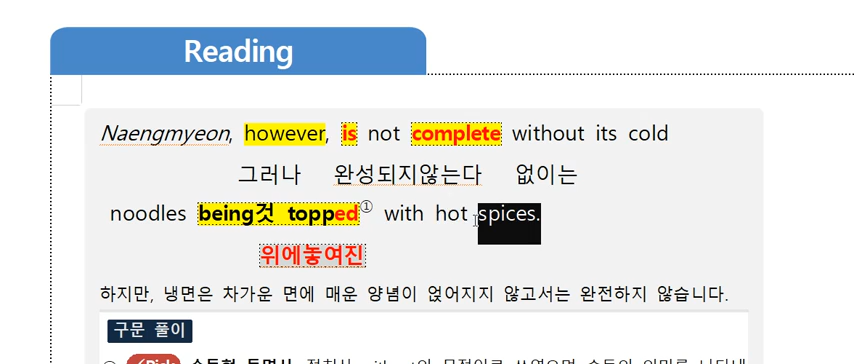 Reading
Naengmyeon, however, is not complete without its cold
그러나 완성되지않는다 없이는
noodles being것 topped① with hot spices.
위에놓여진
하지만, 냉면은 차가운 면에 매운 양념이 얹어지지 않고서는 완전하지 않습니다.
구문 풀이